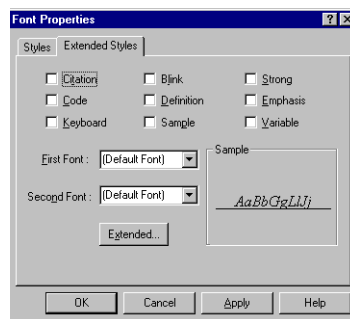 Font Properties
Styles Extended Styles
Citation Blink Strong
Code Definition Emphasis
Keyboard Sample Variable
First Font : (Default Font) Sample
Second Font : (Default Font) AaBbGgLlJj
Extended...
OK Cancel Apply Help